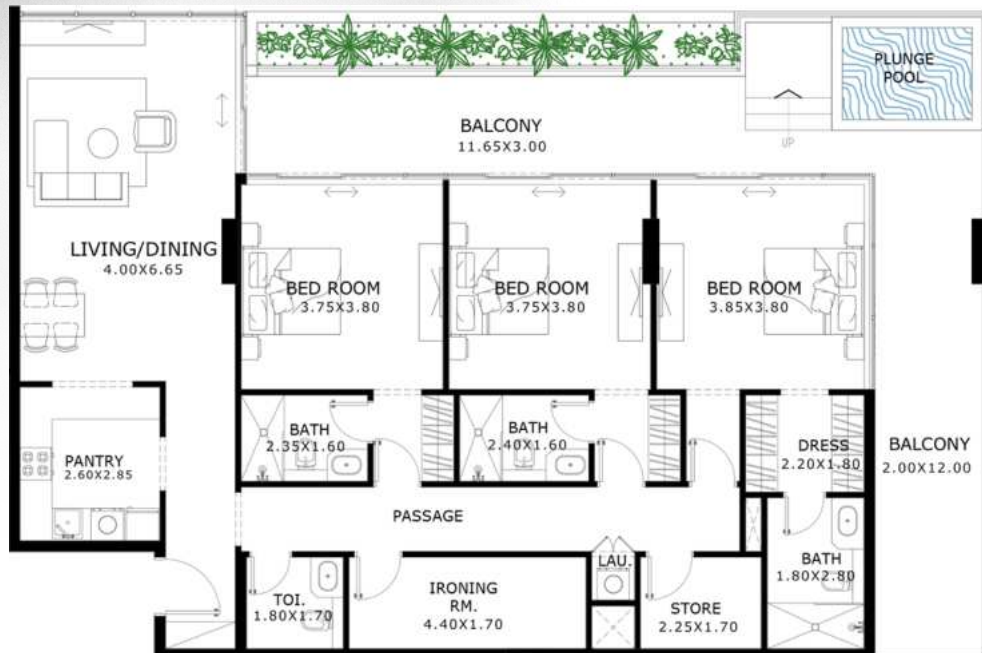 PLUNGE
POOL
BALCONY
11.65X3.00
UP
LIVING/DINING
4.00X6.65
BED ROOM
3.75X3.80
BED ROOM
3.75X3.80
BED ROOM
3.85X3.80
BATH
2.35X1.60
BATH
2.40X1.60
DRESS
2.20X1.80
BALCONY
2.00X12.00
PANTRY
2.60X2.85
PASSAGE
LAU.
BATH
1.80X2.80
TOI.
1.80X1.70
IRONING
RM.
4.40X1.70
STORE
2.25X1.70